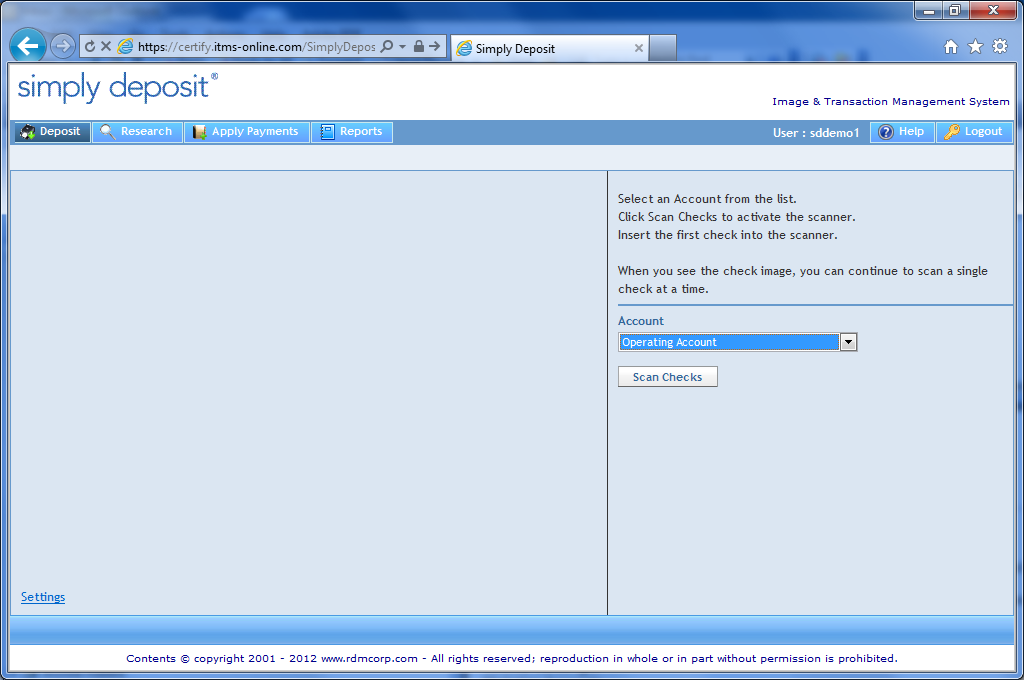 https://certify.itms-online.com/SimplyDepos
Simply Deposit
simply deposit®
Image & Transaction Management System
Deposit Research Apply Payments Reports User : sddemo1 Help Logout
Select an Account from the list.
Click Scan Checks to activate the scanner.
Insert the first check into the scanner.
When you see the check image, you can continue to scan a single
check at a time.
Account
Operating Account
Scan Checks
Settings
Contents © copyright 2001 - 2012 www.rdmcorp.com - All rights reserved; reproduction in whole or in part without permission is prohibited.